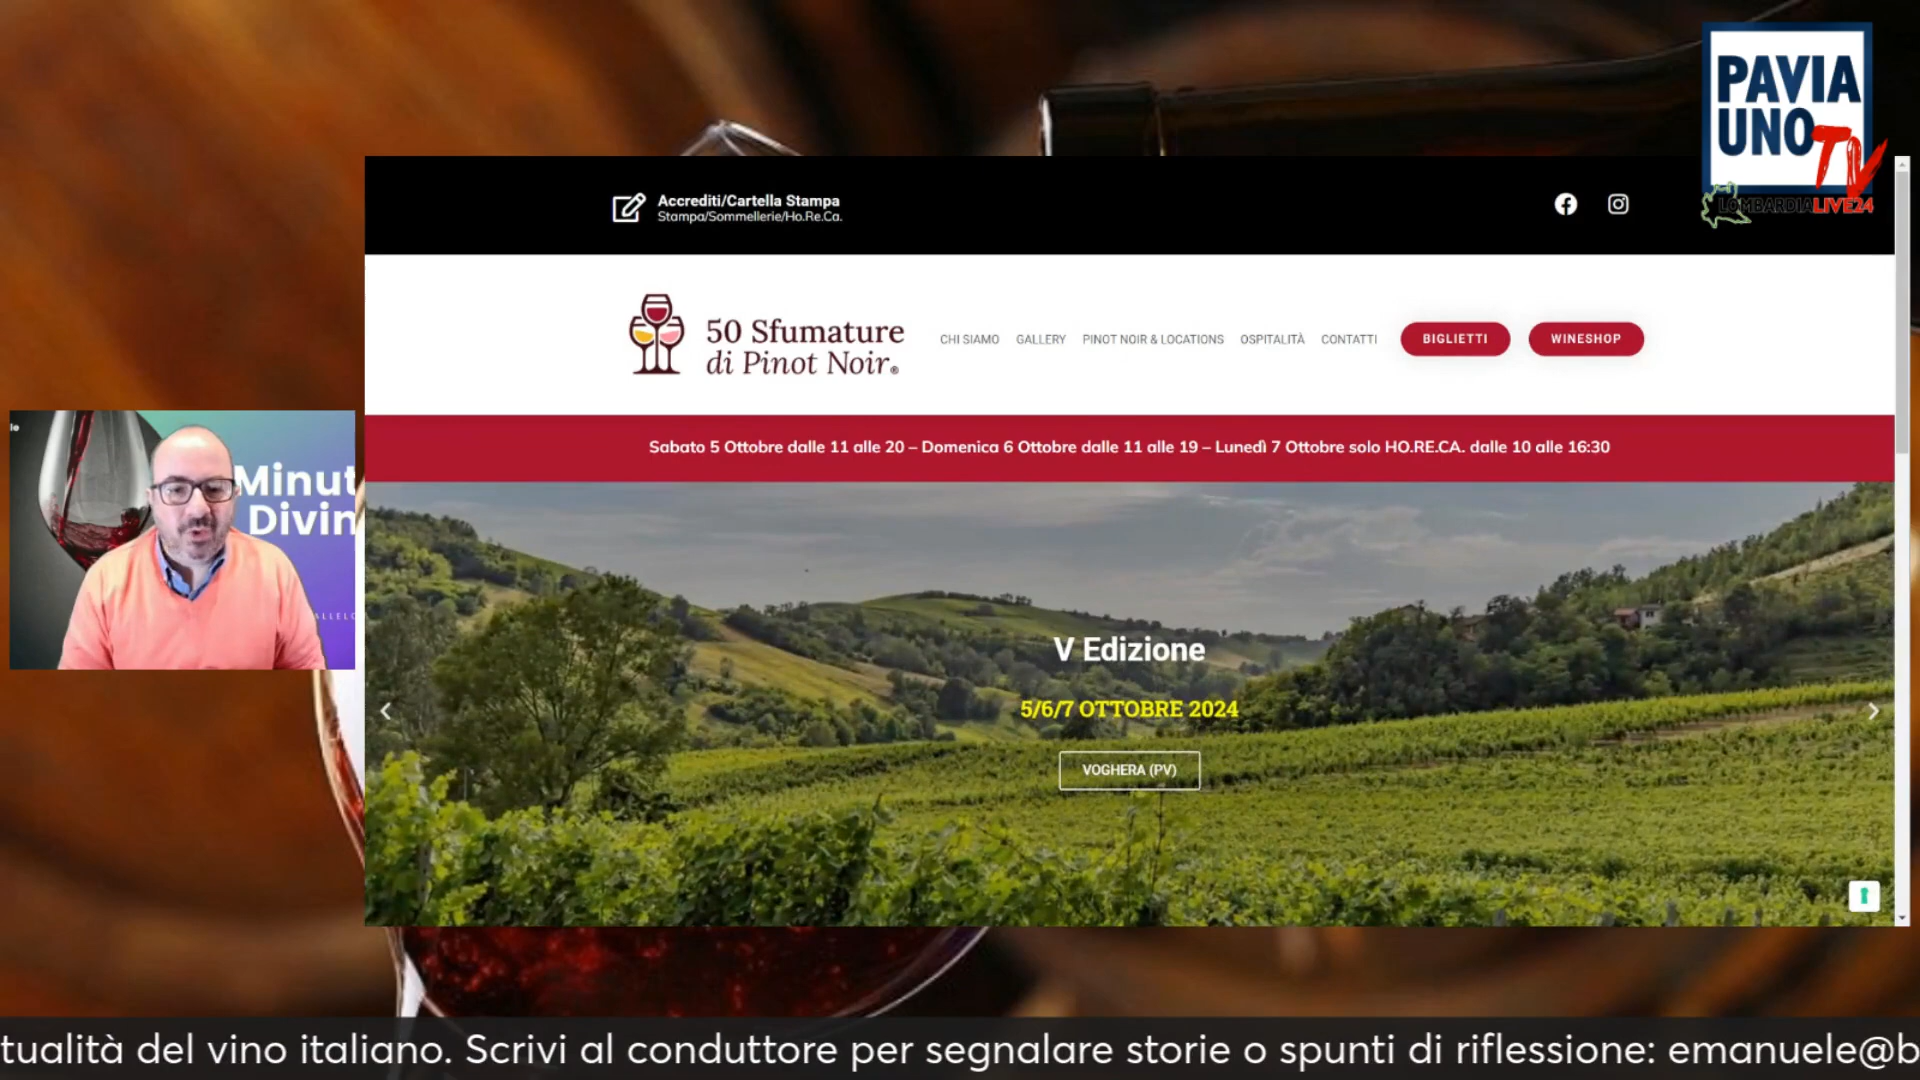 PAVIA
UNO
TV
LOMBARDIALIVE24
Accrediti/Cartella Stampa
Stampa/Sommellerie/Ho.Re.Ca.
50 Sfumature
di Pinot Noir®
CHI SIAMO GALLERY PINOT NOIR & LOCATIONS OSPITALITÀ CONTATTI BIGLIETTI WINESHOP
Sabato 5 Ottobre dalle 11 alle 20 – Domenica 6 Ottobre dalle 11 alle 19 – Lunedì 7 Ottobre solo HO.RE.CA. dalle 10 alle 16:30
le
Minut
Divin
ALLELO
V Edizione
5/6/7 OTTOBRE 2024
VOGHERA (PV)
tualità del vino italiano. Scrivi al conduttore per segnalare storie o spunti di riflessione: emanuele@b